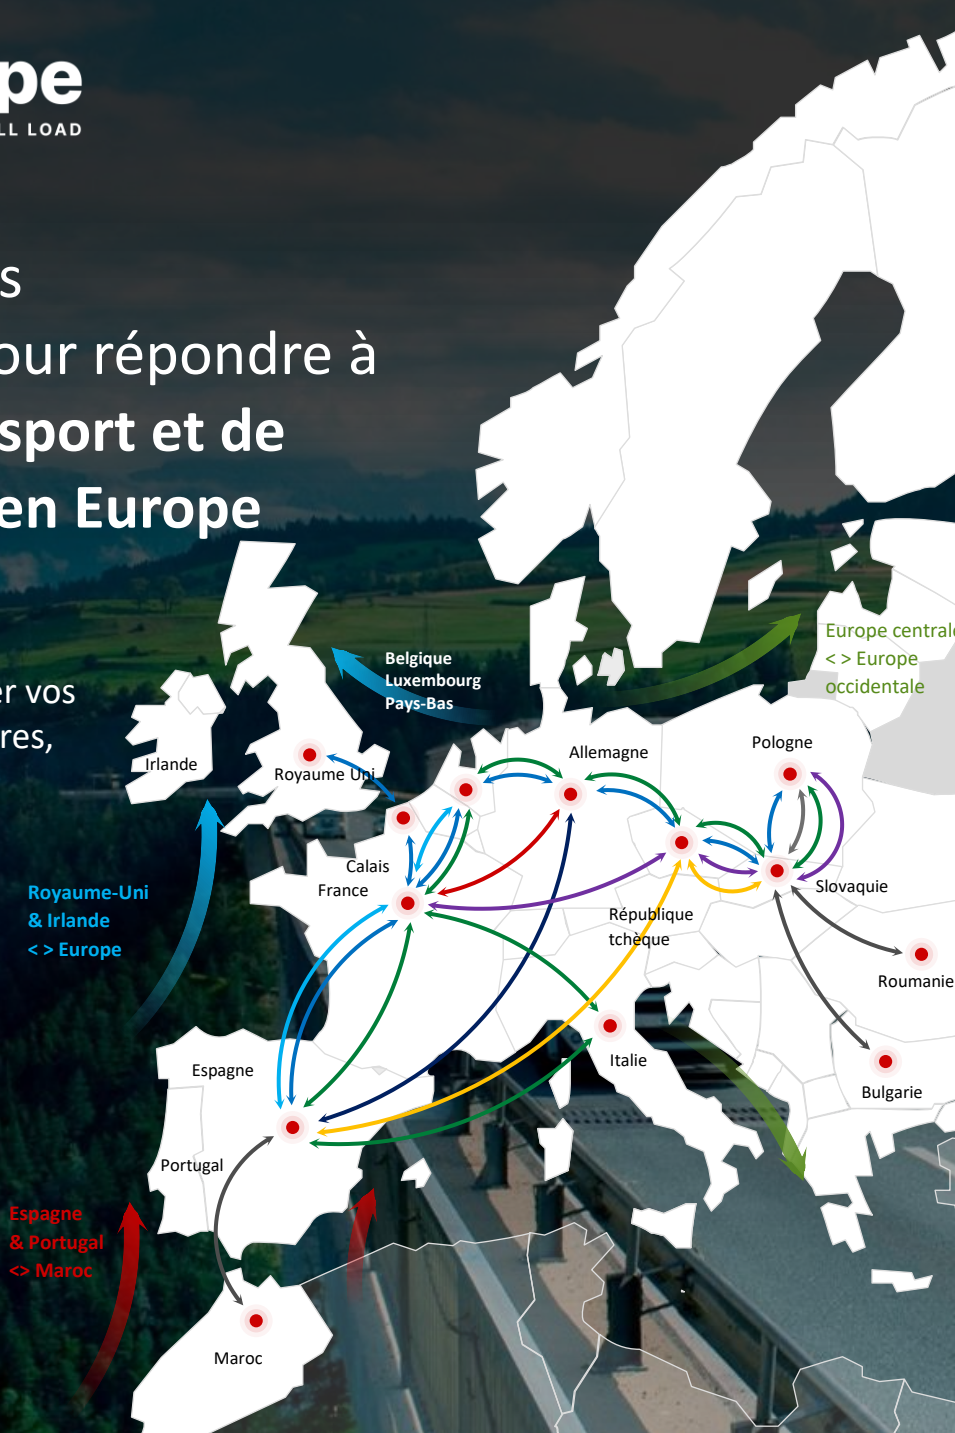 pe
LL LOAD
s
our répondre à
sport et de
en Europe
er vos
res,
Belgique
Luxembourg
Pays-Bas
Europe centrale
< > Europe
occidentale
Irlande
Royaume Uni
Allemagne
Pologne
Calais
France
Slovaquie
République
tchèque
Royaume-Uni
& Irlande
< > Europe
Roumanie
Italie
Bulgarie
Espagne
Portugal
Espagne
& Portugal
<> Maroc
Maroc